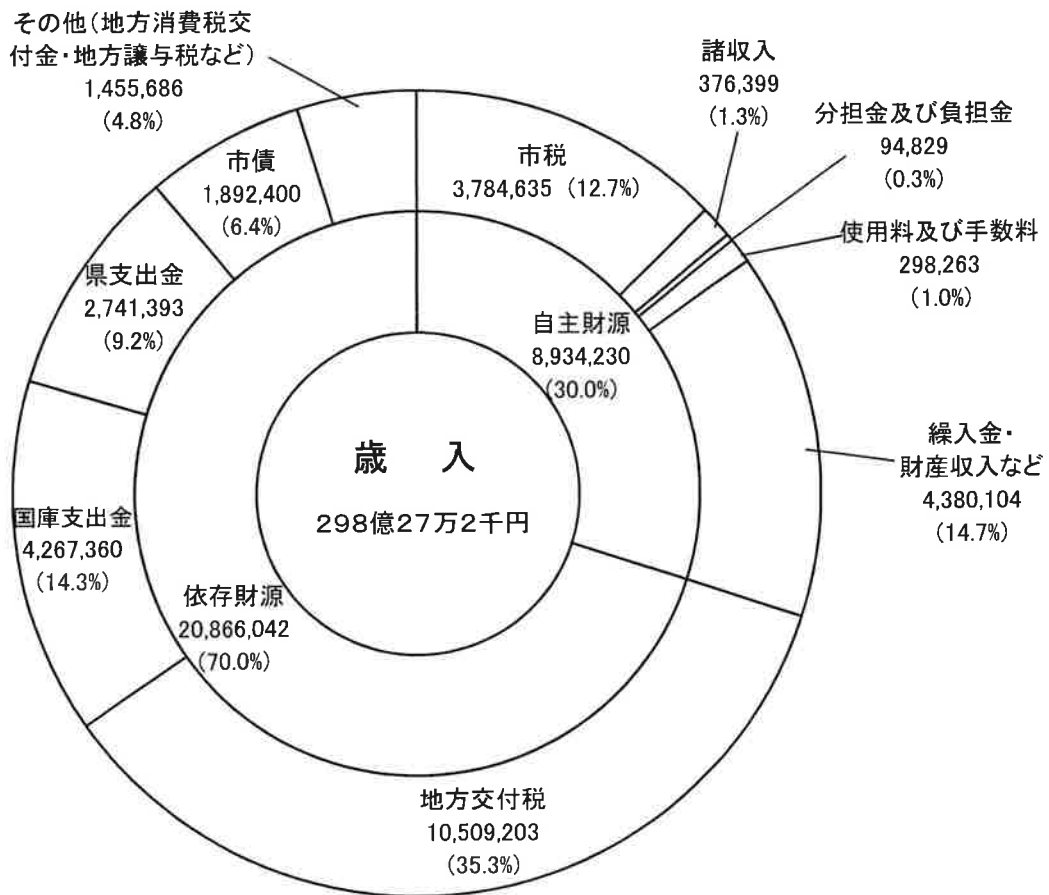 その他(地方消費税交
付金・地方譲与税など)
1,455,686
(4.8%)
諸収入
376,399
(1.3%)
分担金及び負担金
94,829
(0.3%)
市税
3,784,635 (12.7%)
市債
1,892,400
(6.4%)
使用料及び手数料
298,263
(1.0%)
県支出金
2,741,393
(9.2%)
自主財源
8,934,230
(30.0%)
繰入金・
財産収入など
4,380,104
(14.7%)
歳 入
298億27万2千円
国庫支出金
4,267,360
(14.3%)
依存財源
20,866,042
(70.0%)
地方交付税
10,509,203
(35.3%)